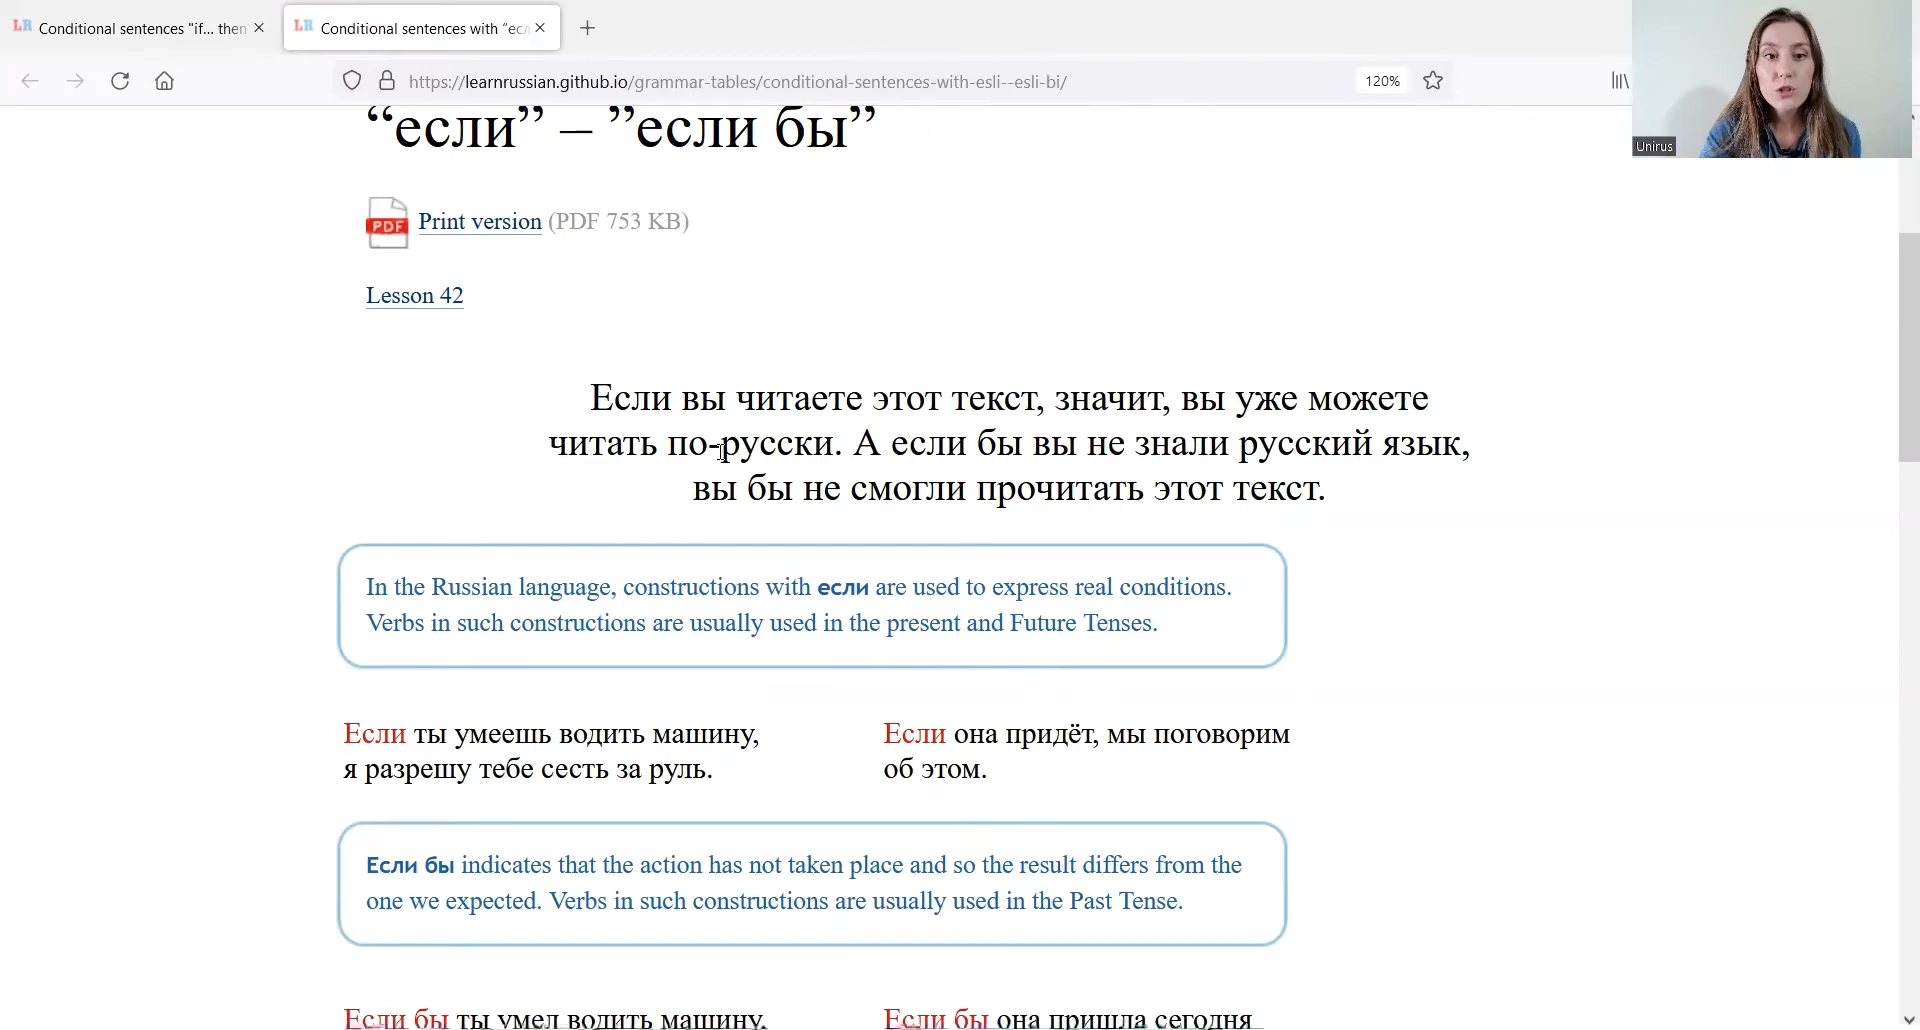 Conditional sentences "if... then
Conditional sentences with “есл
https://learnrussian.github.io/grammar-tables/conditional-sentences-with-esli--esli-bi/
120%
Unirus
“если” – ”если бы”
PDF
Print version (PDF 753 KB)
Lesson 42
Если вы читаете этот текст, значит, вы уже можете
читать по-русски. А если бы вы не знали русский язык,
вы бы не смогли прочитать этот текст.
In the Russian language, constructions with если are used to express real conditions.
Verbs in such constructions are usually used in the present and Future Tenses.
Если ты умеешь водить машину,
я разрешу тебе сесть за руль.
Если она придёт, мы поговорим
об этом.
Если бы indicates that the action has not taken place and so the result differs from the
one we expected. Verbs in such constructions are usually used in the Past Tense.
Если бы ты умел водить машину,
Если бы она пришла сегодня